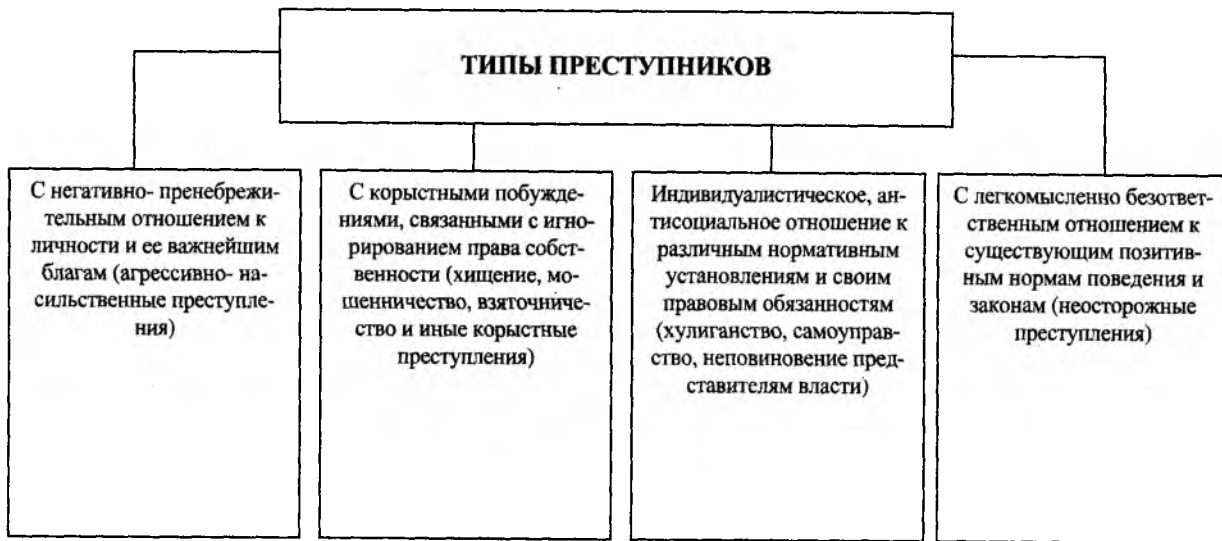 ТИПЫ ПРЕСТУПНИКОВ
С негативно- пренебрежи-
тельным отношением к
личности и ее важнейшим
благам (агрессивно- на-
сильственные преступле-
ния)
С корыстными побужде-
ниями, связанными с игно-
рированием права собст-
венности (хищение, мо-
шенничество, взяточниче-
ство и иные корыстные
преступления)
Индивидуалистическое, ан-
тисоциальное отношение к
различным нормативным
установлениям и своим
правовым обязанностям
(хулиганство, самоуправ-
ство, неповиновение пред-
ставителям власти)
С легкомысленно безответ-
ственным отношением к
существующим позитив-
ным нормам поведения и
законам (неосторожные
преступления)